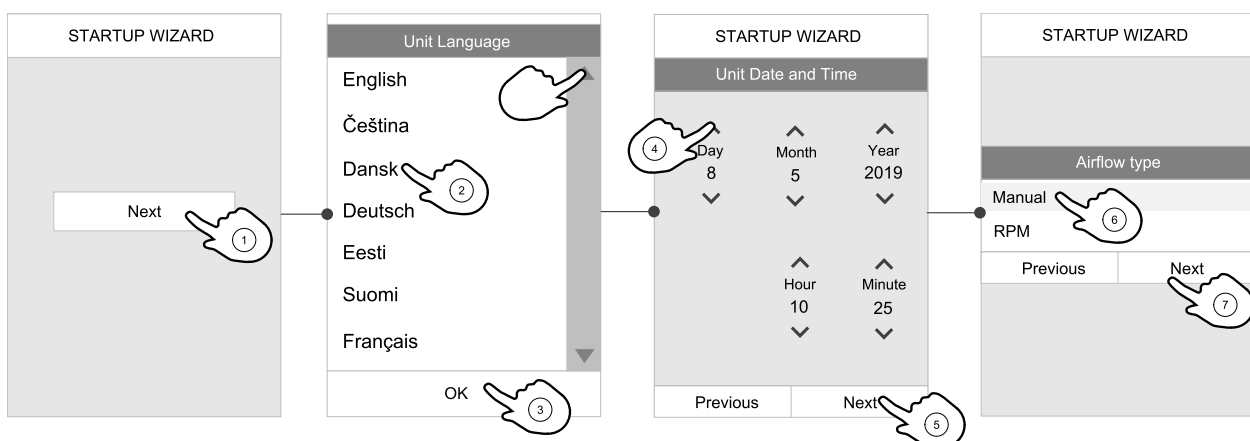 STARTUP WIZARD
Next
1
Unit Language
English
Čeština
Dansk
2
Deutsch
Eesti
Suomi
Français
OK
3
STARTUP WIZARD
Unit Date and Time
4
Day Month Year
8 5 2019
Hour Minute
10 25
Previous Next
5
STARTUP WIZARD
Airflow type
Manual
6
RPM
Previous Next
7